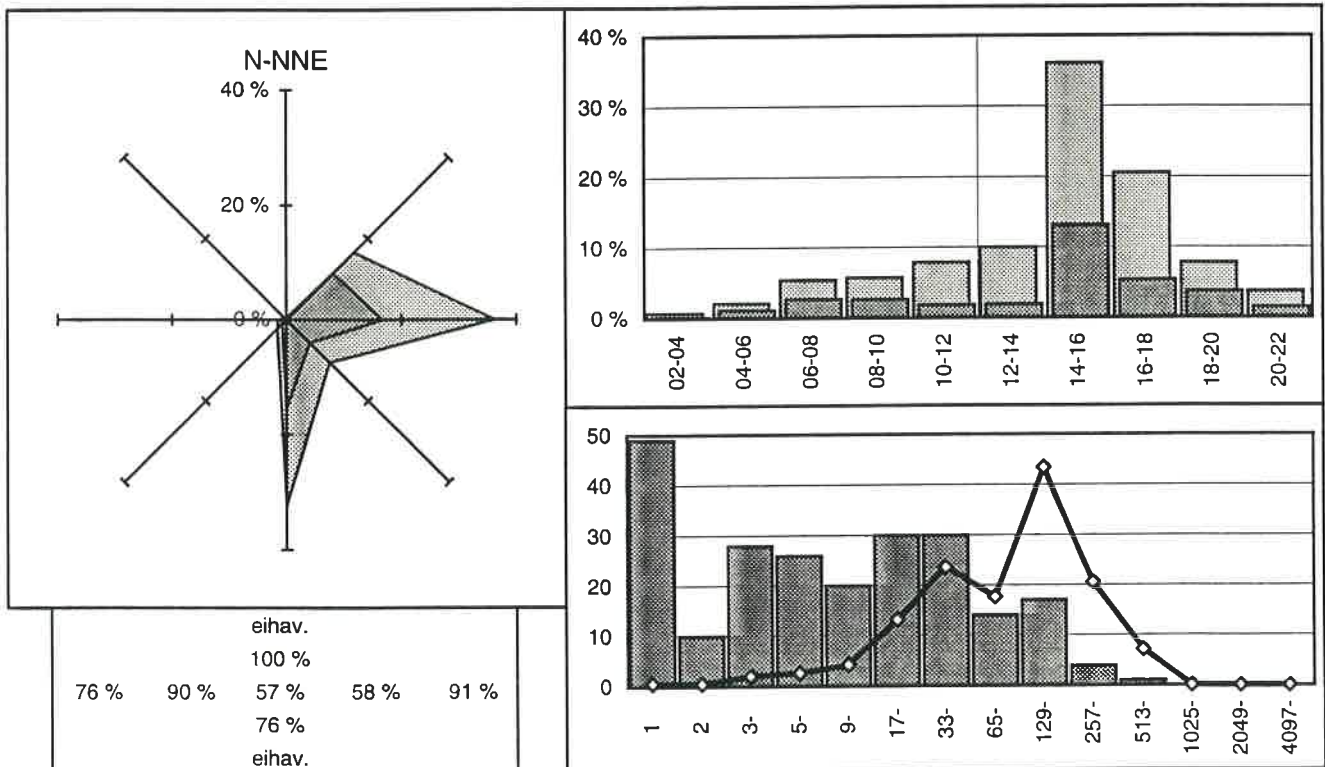 N-NNE
40 %
20 %
0 %
eihav.
100 %
76 % 90 % 57 % 58 % 91 %
76 %
eihav.
40 %
30 %
20 %
10 %
0 %
02-04 04-06 06-08 08-10 10-12 12-14 14-16 16-18 18-20 20-22
50
40
30
20
10
0
1 2 3- 5- 9- 17- 33- 65- 129- 257- 513- 1025- 2049- 4097-